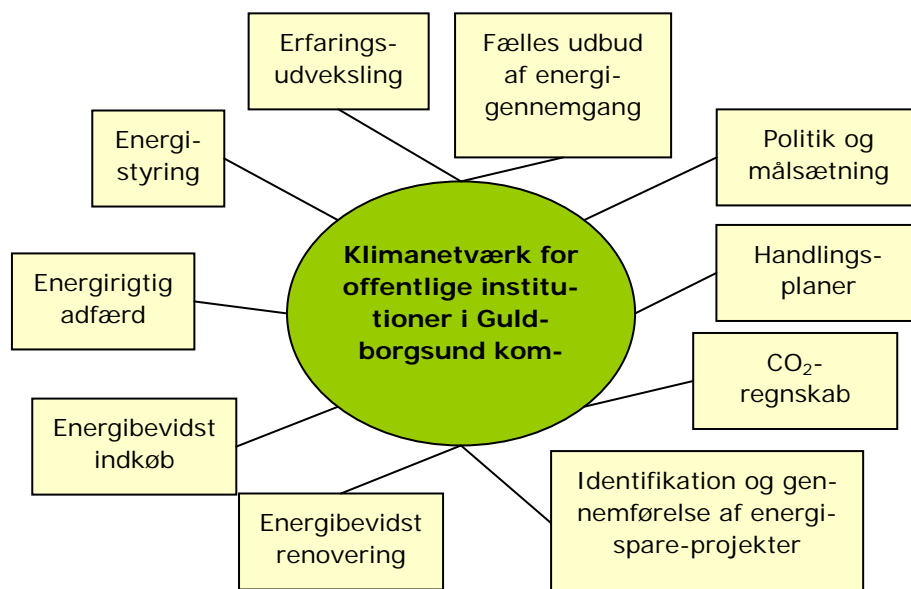 Erfarings-
udveksling
Fælles udbud
af energi-
gennemgang
Energi-
styring
Politik og
målsætning
Klimanetværk for
offentlige institu-
tioner i Guld-
borgsund kom-
Energirigtig
adfærd
Handlings-
planer
CO₂-
regnskab
Energibevidst
indkøb
Energibevidst
renovering
Identifikation og gen-
nemførelse af energi-
spare-projekter